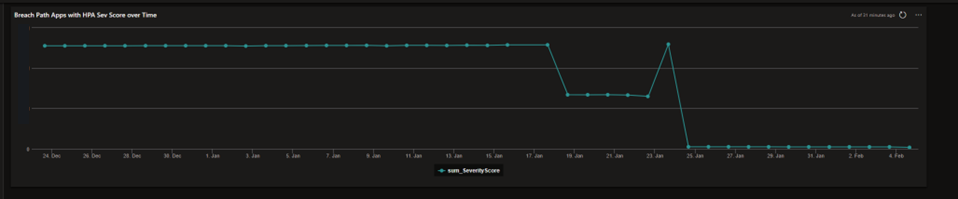 Breach Path Apps with HPA Sev Score over Time
As of 31 minutes ago
0
24. Dec 26. Dec 28. Dec 30. Dec 1. Jan 3. Jan 5. Jan 7. Jan 9. Jan 11. Jan 13. Jan 15. Jan 17. Jan 19. Jan 21. Jan 23. Jan 25. Jan 27. Jan 29. Jan 31. Jan 2. Feb 4. Feb
sum_SeverityScore